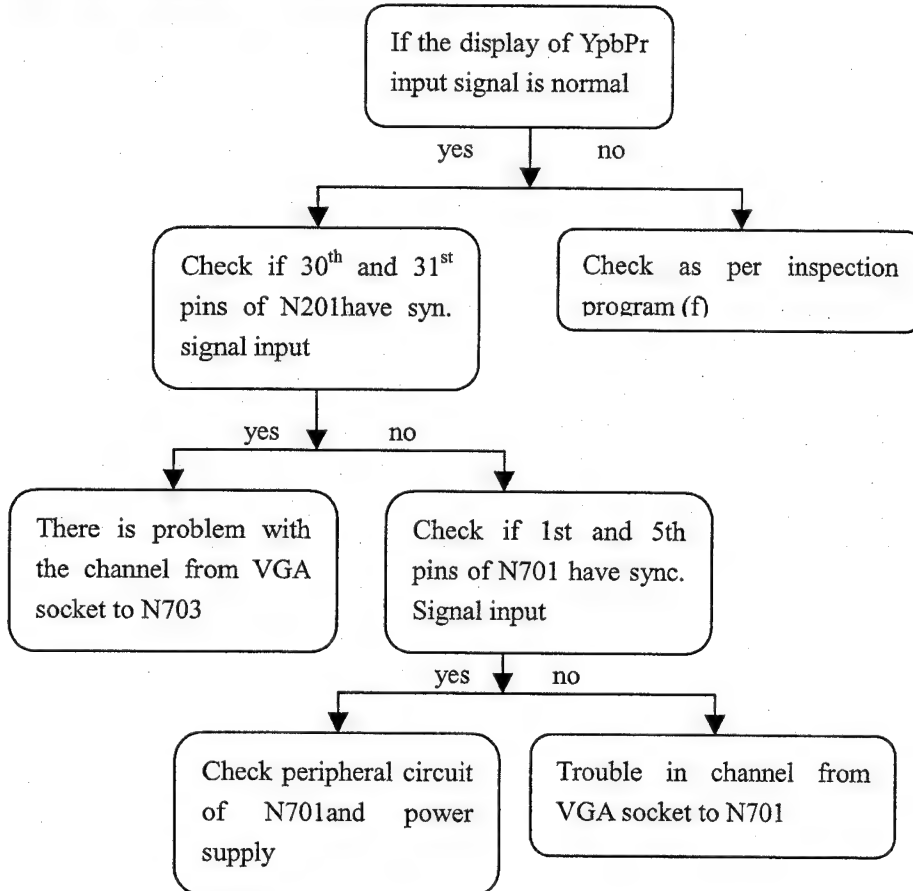 If the display of YpbPr
input signal is normal
yes no
Check if 30th and 31st
pins of N201have syn.
signal input
Check as per inspection
program (f)
yes no
There is problem with
the channel from VGA
socket to N703
Check if 1st and 5th
pins of N701 have sync.
Signal input
yes no
Check peripheral circuit
of N701and power
supply
Trouble in channel from
VGA socket to N701